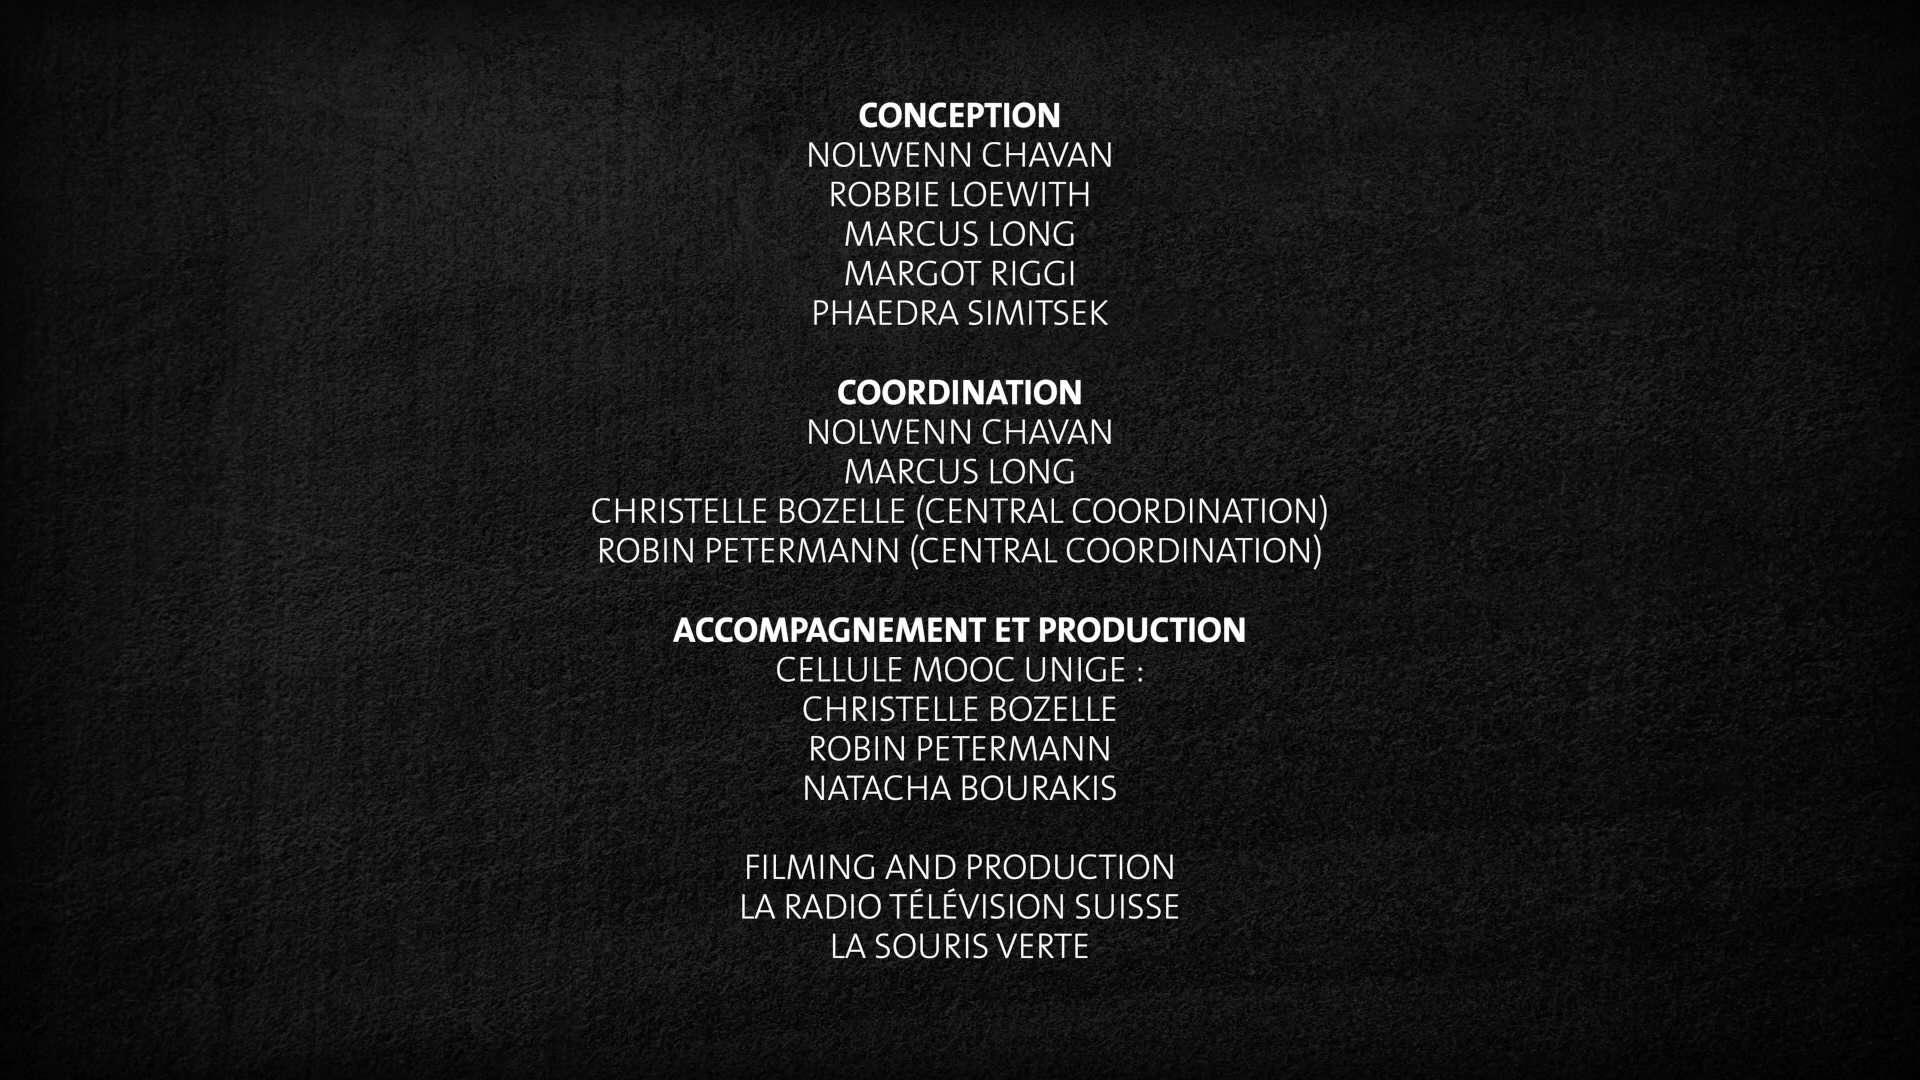 CONCEPTION
NOLWENN CHAVAN
ROBBIE LOEWITH
MARCUS LONG
MARGOT RIGGI
PHAEDRA SIMITSEK
COORDINATION
NOLWENN CHAVAN
MARCUS LONG
CHRISTELLE BOZELLE (CENTRAL COORDINATION)
ROBIN PETERMANN (CENTRAL COORDINATION)
ACCOMPAGNEMENT ET PRODUCTION
CELLULE MOOC UNIGE :
CHRISTELLE BOZELLE
ROBIN PETERMANN
NATACHA BOURAKIS
FILMING AND PRODUCTION
LA RADIO TÉLÉVISION SUISSE
LA SOURIS VERTE